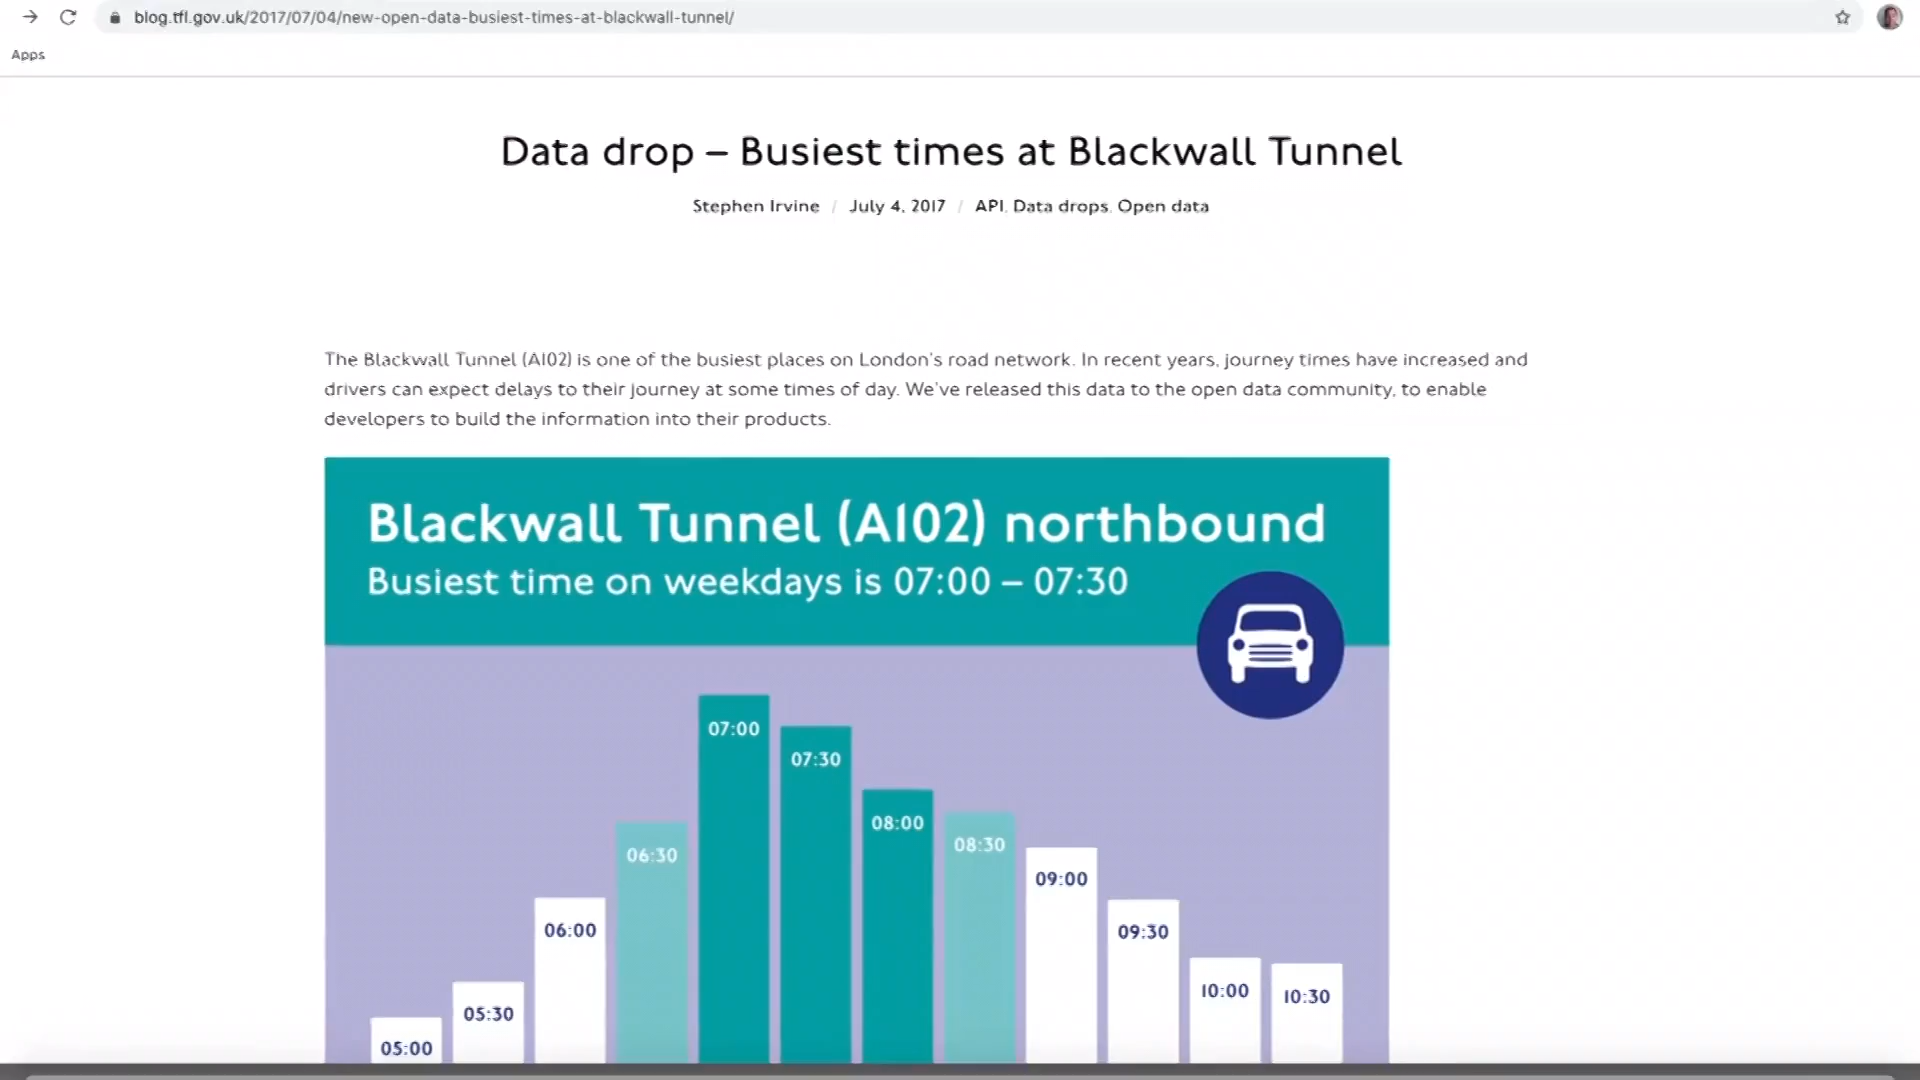 blog.tfl.gov.uk/2017/07/04/new-open-data-busiest-times-at-blackwall-tunnel/
Apps
Data drop – Busiest times at Blackwall Tunnel
Stephen Irvine / July 4, 2017 / API, Data drops, Open data
The Blackwall Tunnel (A102) is one of the busiest places on London's road network. In recent years, journey times have increased and
drivers can expect delays to their journey at some times of day. We've released this data to the open data community, to enable
developers to build the information into their products.
Blackwall Tunnel (A102) northbound
Busiest time on weekdays is 07:00 – 07:30
07:00
07:30
08:00
08:30
06:30
09:00
06:00
09:30
10:00
10:30
05:30
05:00